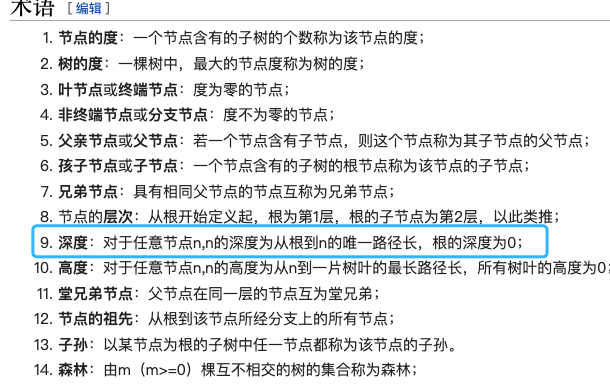 术语 [编辑]
1. 节点的度：一个节点含有的子树的个数称为该节点的度；
2. 树的度：一棵树中，最大的节点度称为树的度；
3. 叶节点或终端节点：度为零的节点；
4. 非终端节点或分支节点：度不为零的节点；
5. 父亲节点或父节点：若一个节点含有子节点，则这个节点称为其子节点的父节点；
6. 孩子节点或子节点：一个节点含有的子树的根节点称为该节点的子节点；
7. 兄弟节点：具有相同父节点的节点互称为兄弟节点；
8. 节点的层次：从根开始定义起，根为第1层，根的子节点为第2层，以此类推；
9. 深度：对于任意节点n,n的深度为从根到n的唯一路径长，根的深度为0；
10. 高度：对于任意节点n,n的高度为从n到一片树叶的最长路径长，所有树叶的高度为0；
11. 堂兄弟节点：父节点在同一层的节点互为堂兄弟；
12. 节点的祖先：从根到该节点所经分支上的所有节点；
13. 子孙：以某节点为根的子树中任一节点都称为该节点的子孙。
14. 森林：由m（m>=0）棵互不相交的树的集合称为森林；